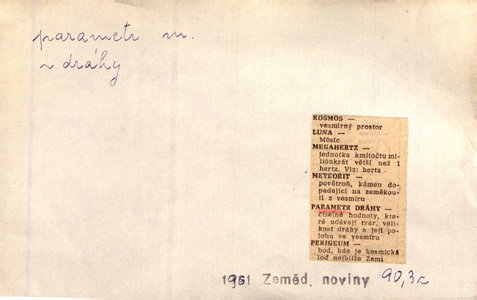 parametr m.
~ dráhy
KOSMOS —
vesmírný prostor
LUNA —
Měsíc
MEGAHERTZ —
jednotka kmitočtu mi-
liónkrát větší než 1
hertz. Viz: hertz
METEORIT —
povětroň, kámen do-
padající na zeměkou-
li z vesmíru
PARAMETR DRÁHY —
číselné hodnoty, kte-
ré udávají tvar, veli-
kost dráhy a její po-
lohu ve vesmíru
PERIGEUM —
bod, kde je kosmická
loď nejblíže Zemi
1961 Zeměd. noviny 90,3c